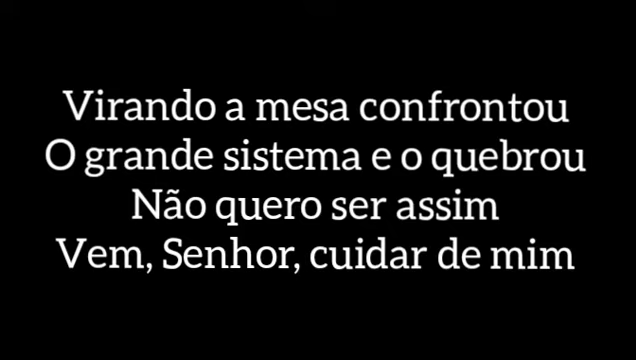 Virando a mesa confrontou
O grande sistema e o quebrou
Não quero ser assim
Vem, Senhor, cuidar de mim